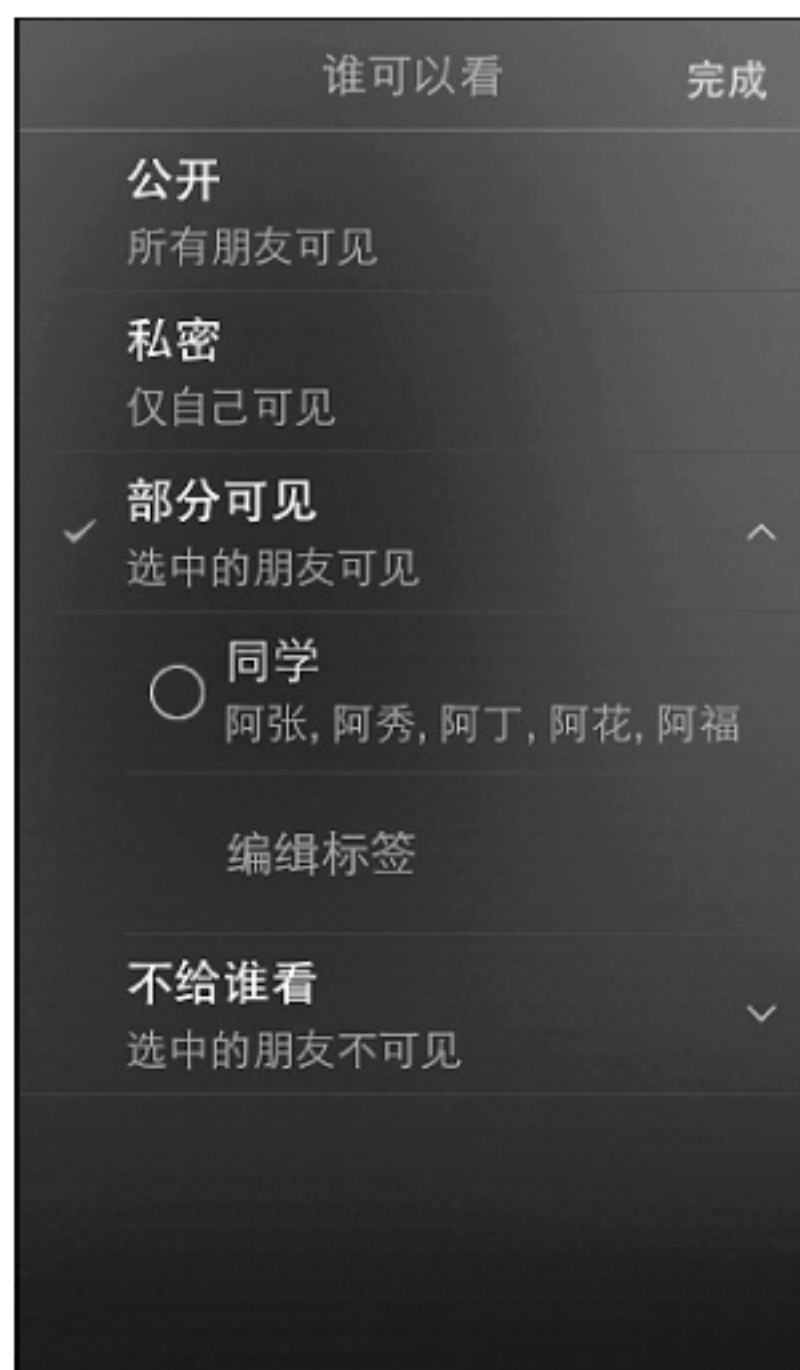 谁可以看
完成
公开
所有朋友可见
私密
仅自己可见
部分可见
选中的朋友可见
同学
阿张, 阿秀, 阿丁, 阿花, 阿福
编缉标签
不给谁看
选中的朋友不可见